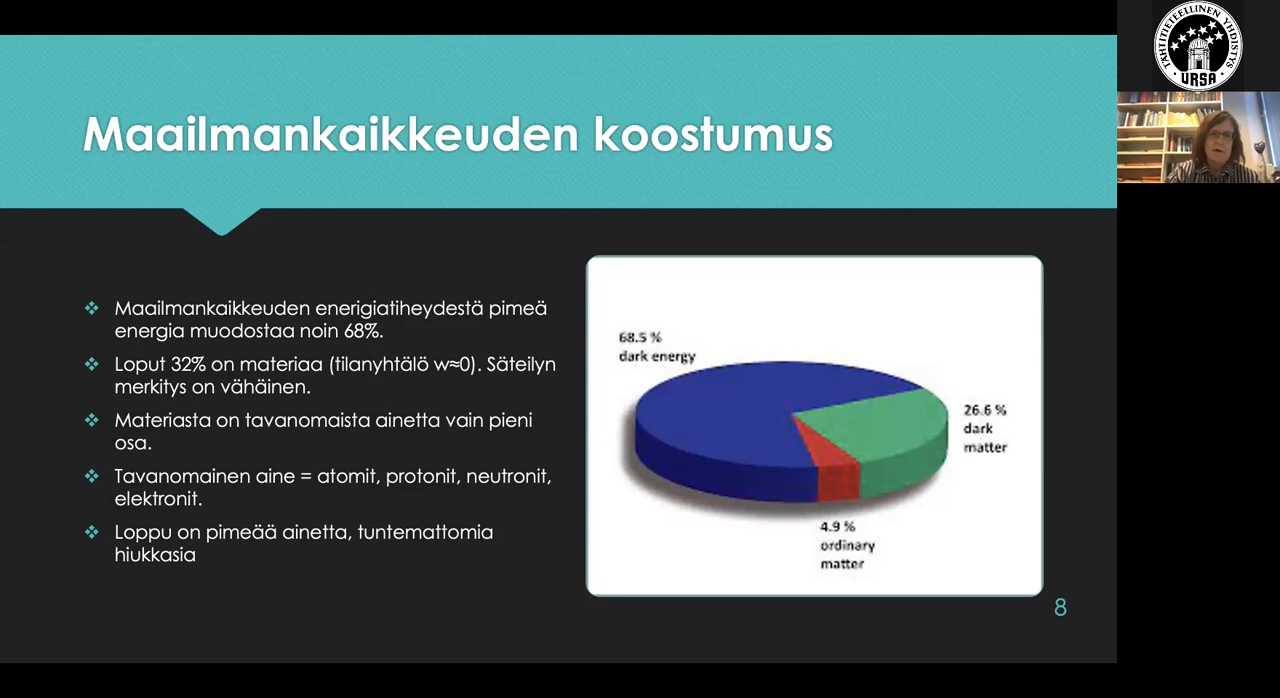 Maailmankaikkeuden koostumus
Maailmankaikkeuden enerigiatiheydestä pimeä
energia muodostaa noin 68%.
Loput 32% on materiaa (tilanyhtälö w≈0). Säteilyn
merkitys on vähäinen.
Materiasta on tavanomaista ainetta vain pieni
osa.
Tavanomainen aine = atomit, protonit, neutronit,
elektronit.
Loppu on pimeää ainetta, tuntemattomia
hiukkasia
68.5 %
dark energy
26.6 %
dark
matter
4.9 %
ordinary
matter
8
TÄHTITIETEELLINEN YHDISTYS
URSA